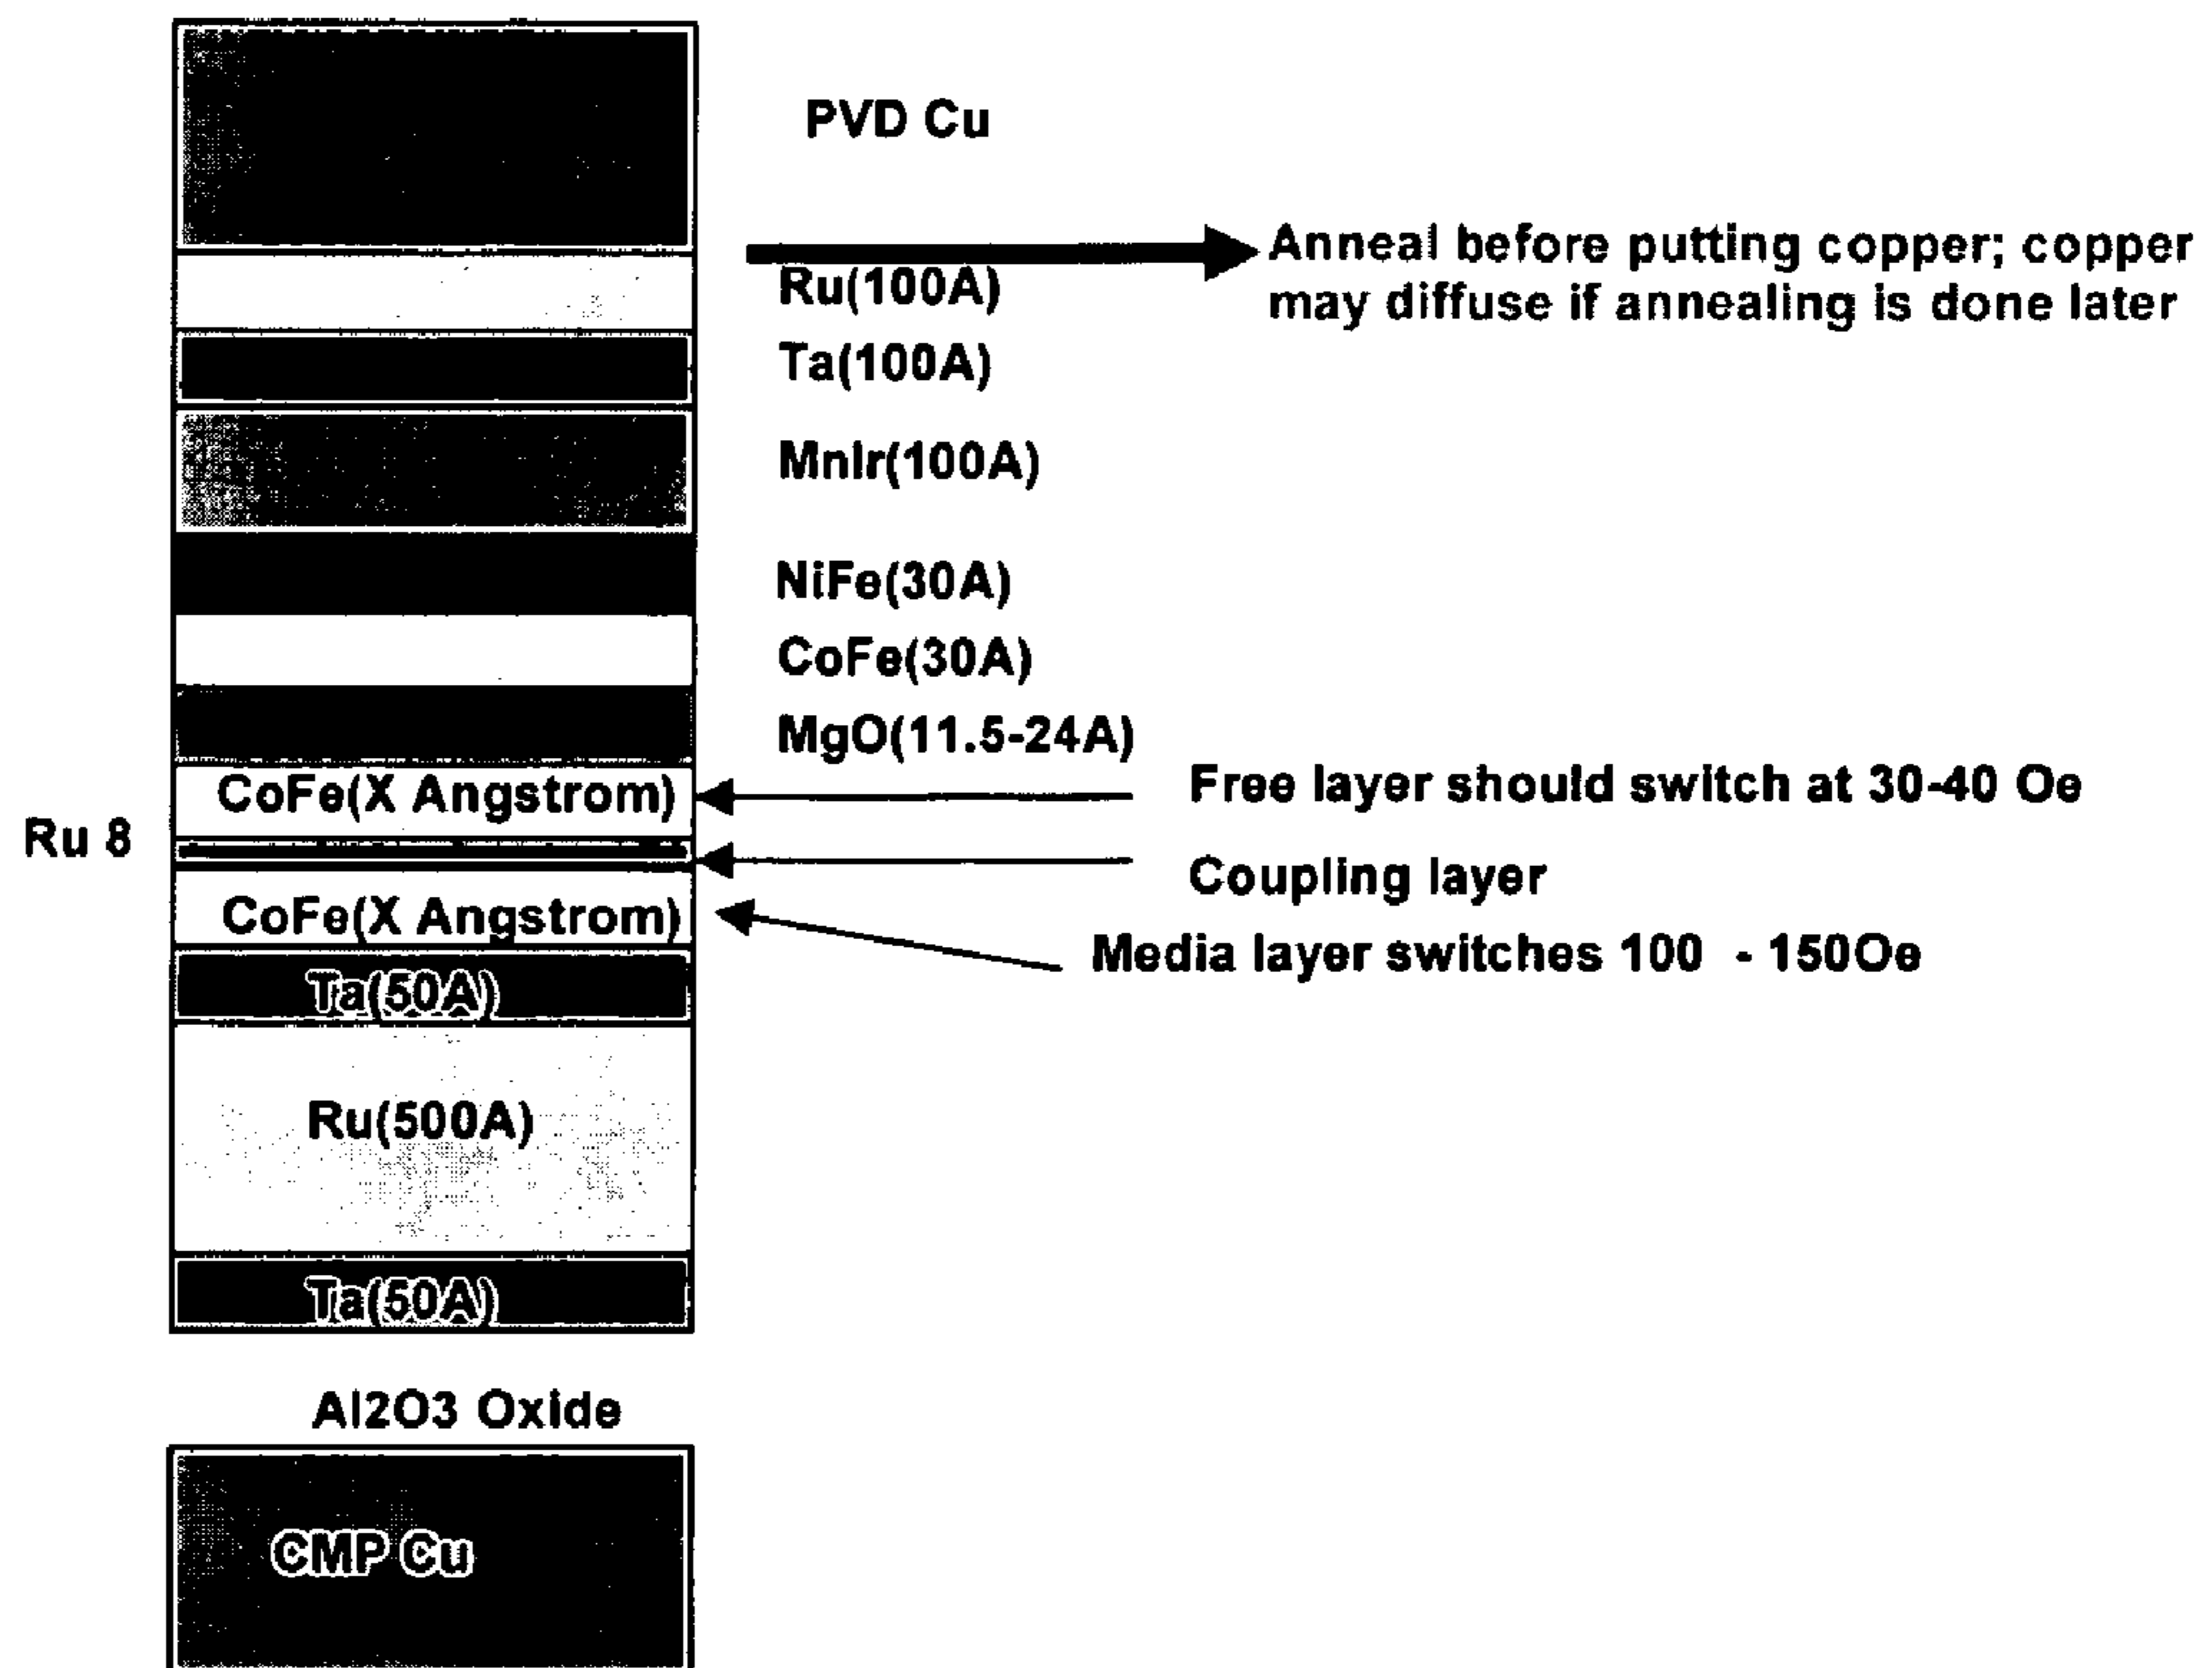 PVD Cu
Anneal before putting copper; copper
may diffuse if annealing is done later
Ru(100A)
Ta(100A)
MnIr(100A)
NiFe(30A)
CoFe(30A)
MgO(11.5-24A)
CoFe(X Angstrom)
Free layer should switch at 30-40 Oe
Ru 8
Coupling layer
CoFe(X Angstrom)
Media layer switches 100 - 150Oe
Ta(50A)
Ru(500A)
Ta(50A)
Al2O3 Oxide
CMP Cu